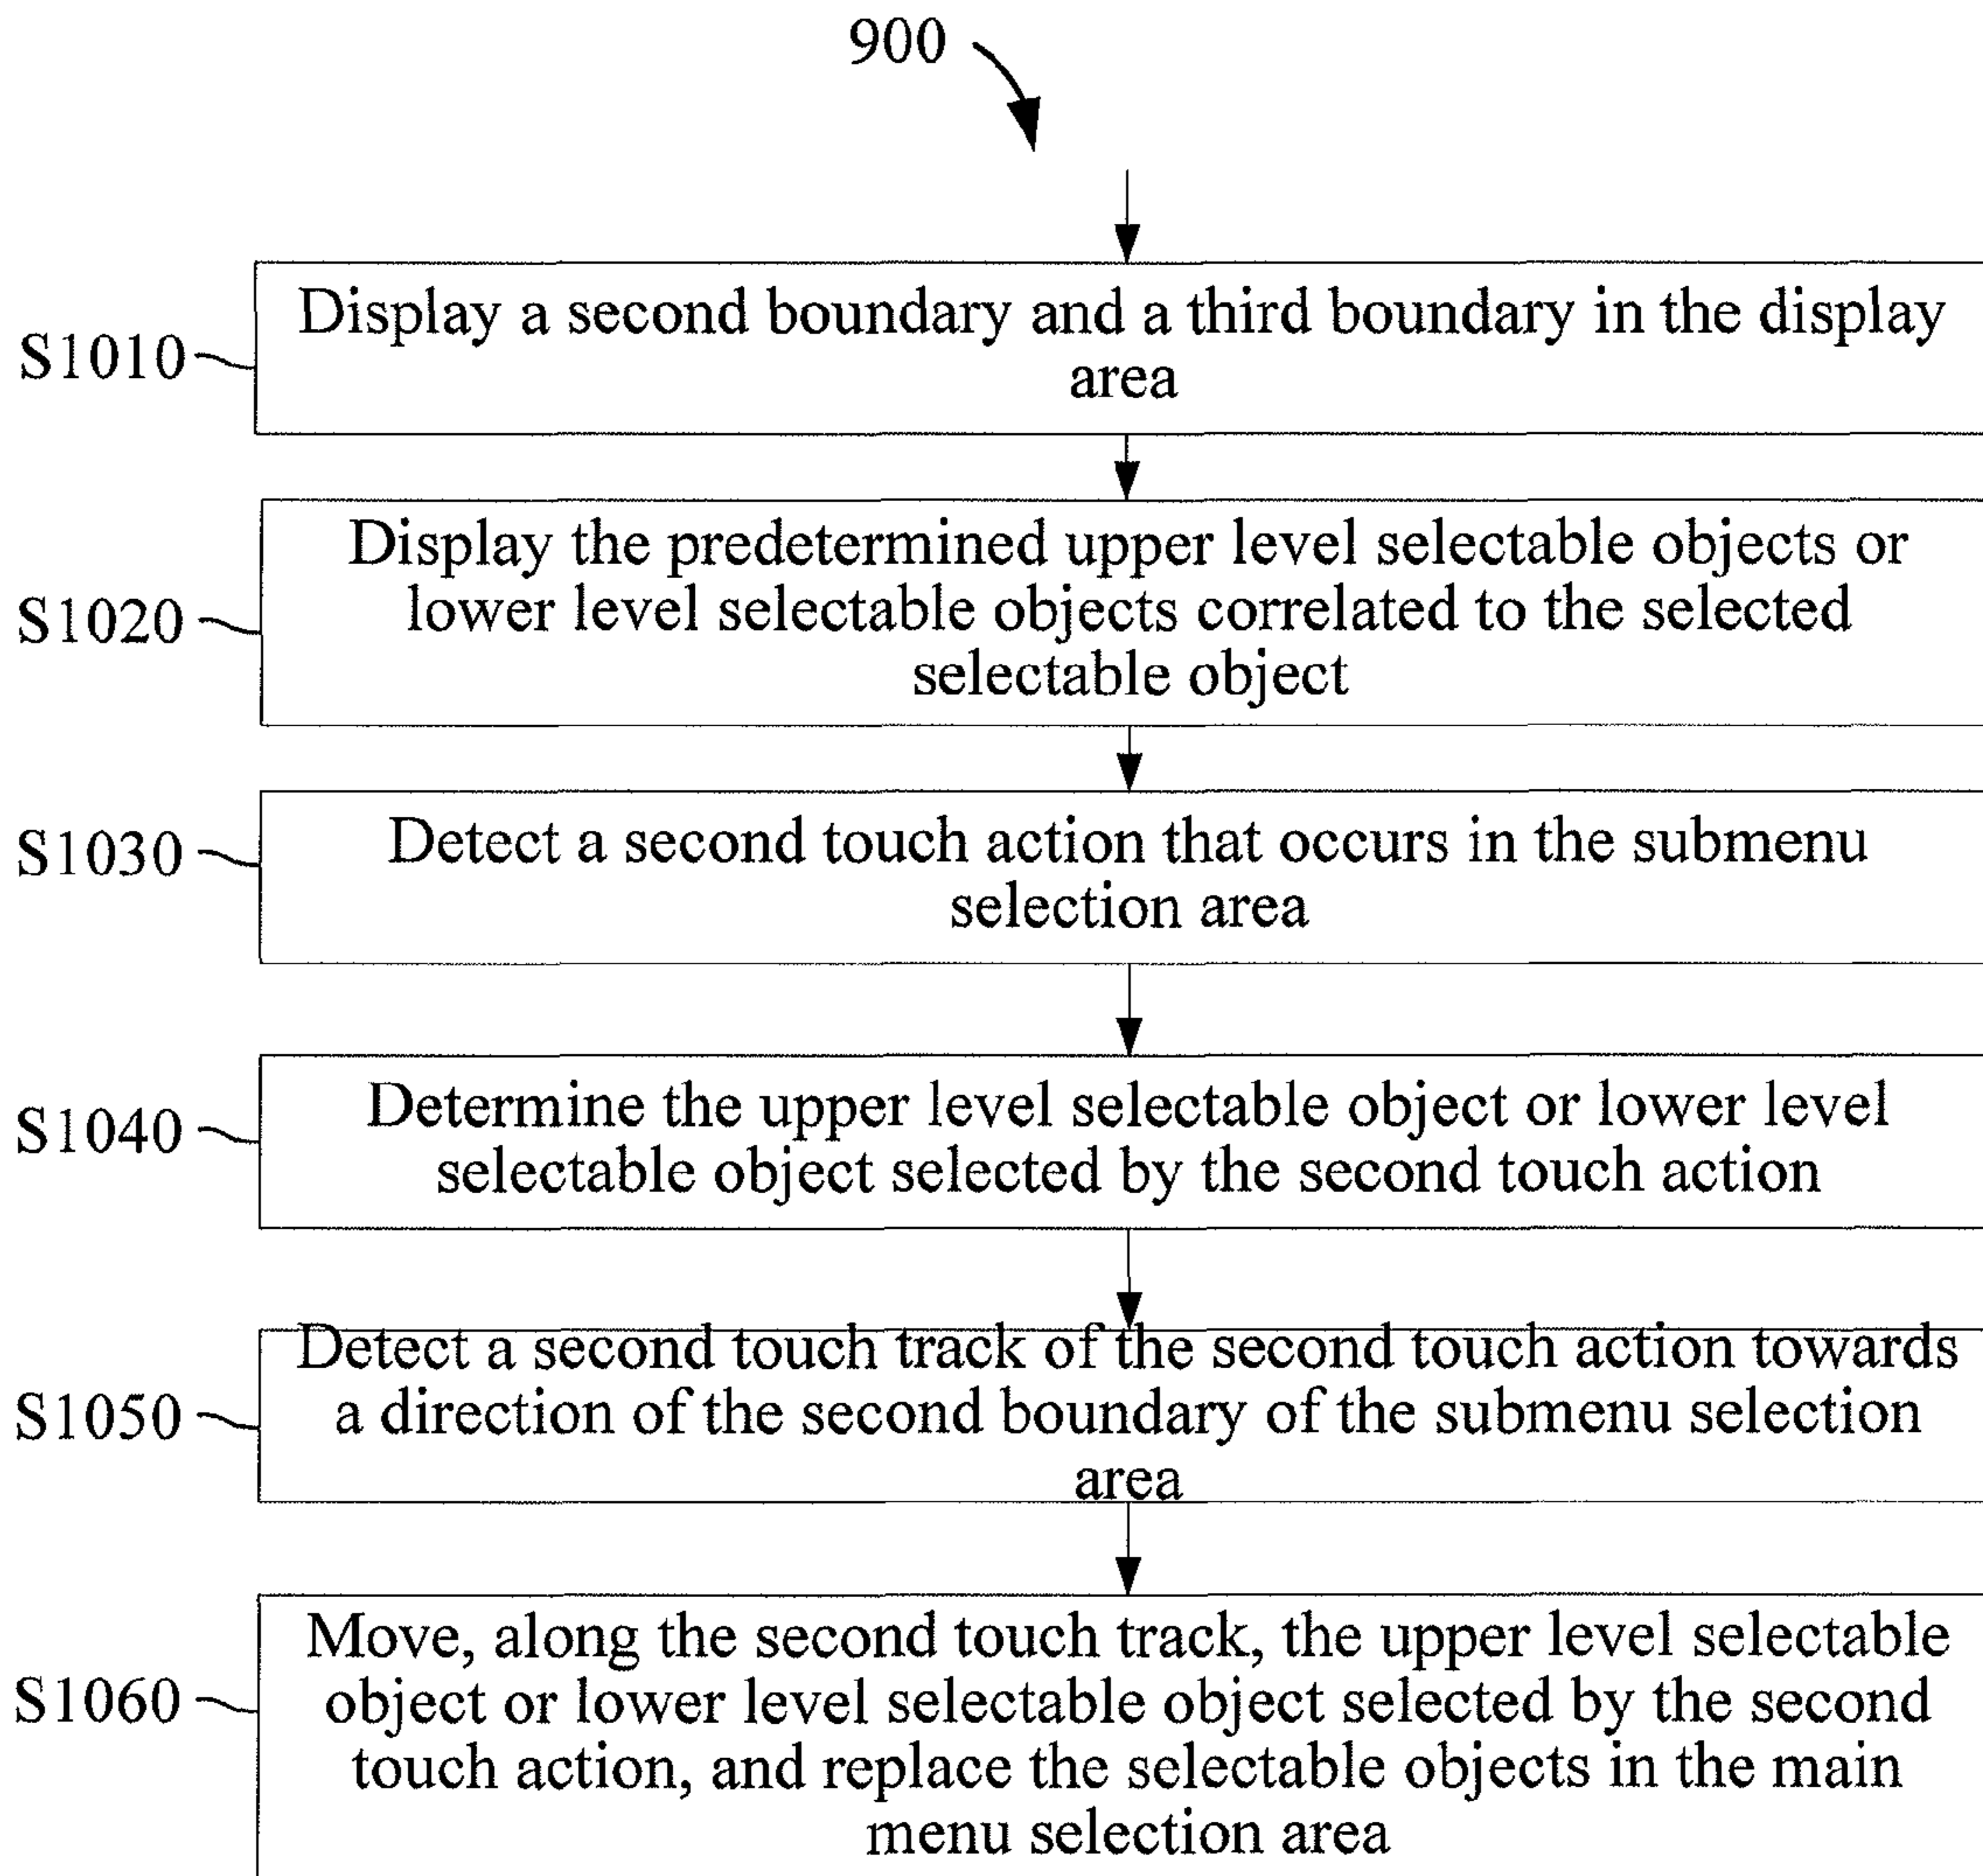 900
S1010
Display a second boundary and a third boundary in the display
area
S1020
Display the predetermined upper level selectable objects or
lower level selectable objects correlated to the selected
selectable object
S1030
Detect a second touch action that occurs in the submenu
selection area
S1040
Determine the upper level selectable object or lower level
selectable object selected by the second touch action
S1050
Detect a second touch track of the second touch action towards
a direction of the second boundary of the submenu selection
area
S1060
Move, along the second touch track, the upper level selectable
object or lower level selectable object selected by the second
touch action, and replace the selectable objects in the main
menu selection area